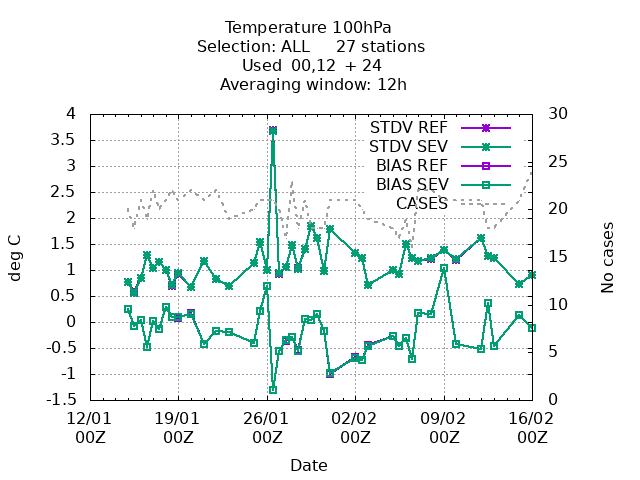 Temperature 100hPa
Selection: ALL 27 stations
Used 00,12 + 24
Averaging window: 12h
4
3.5
3
2.5
2
1.5
1
0.5
0
-0.5
-1
-1.5
deg C
STDV REF
STDV SEV
BIAS REF
BIAS SEV
CASES
30
25
20
15
10
5
0
No cases
12/01 19/01 26/01 02/02 09/02 16/02
00Z 00Z 00Z 00Z 00Z 00Z
Date